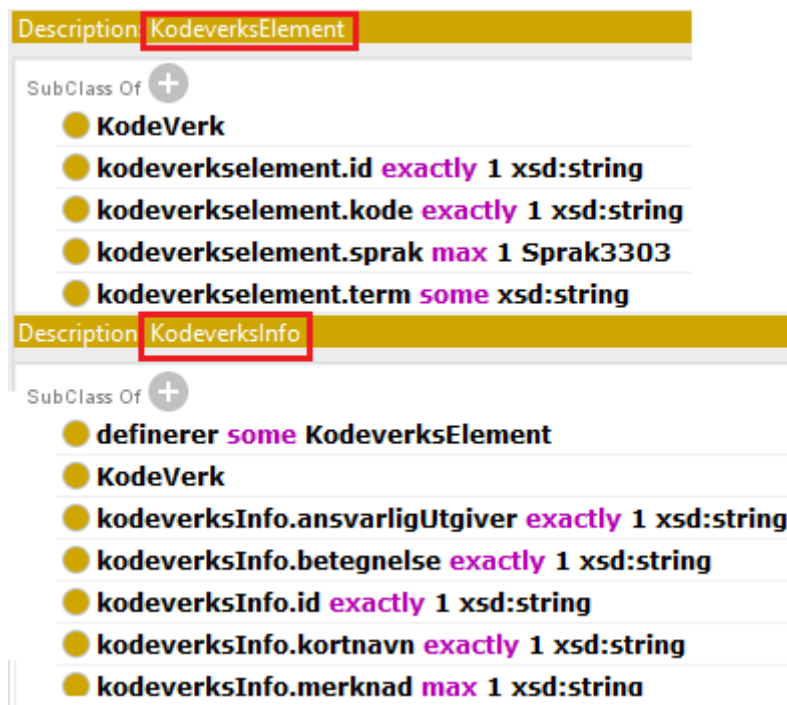 Description: KodeverksElement
SubClass Of
KodeVerk
kodeverkselement.id exactly 1 xsd:string
kodeverkselement.kode exactly 1 xsd:string
kodeverkselement.sprak max 1 Sprak3303
kodeverkselement.term some xsd:string
Description: KodeverksInfo
SubClass Of
definerer some KodeverksElement
KodeVerk
kodeverksInfo.ansvarligUtgiver exactly 1 xsd:string
kodeverksInfo.betegnelse exactly 1 xsd:string
kodeverksInfo.id exactly 1 xsd:string
kodeverksInfo.kortnavn exactly 1 xsd:string
kodeverksInfo.merknad max 1 xsd:string